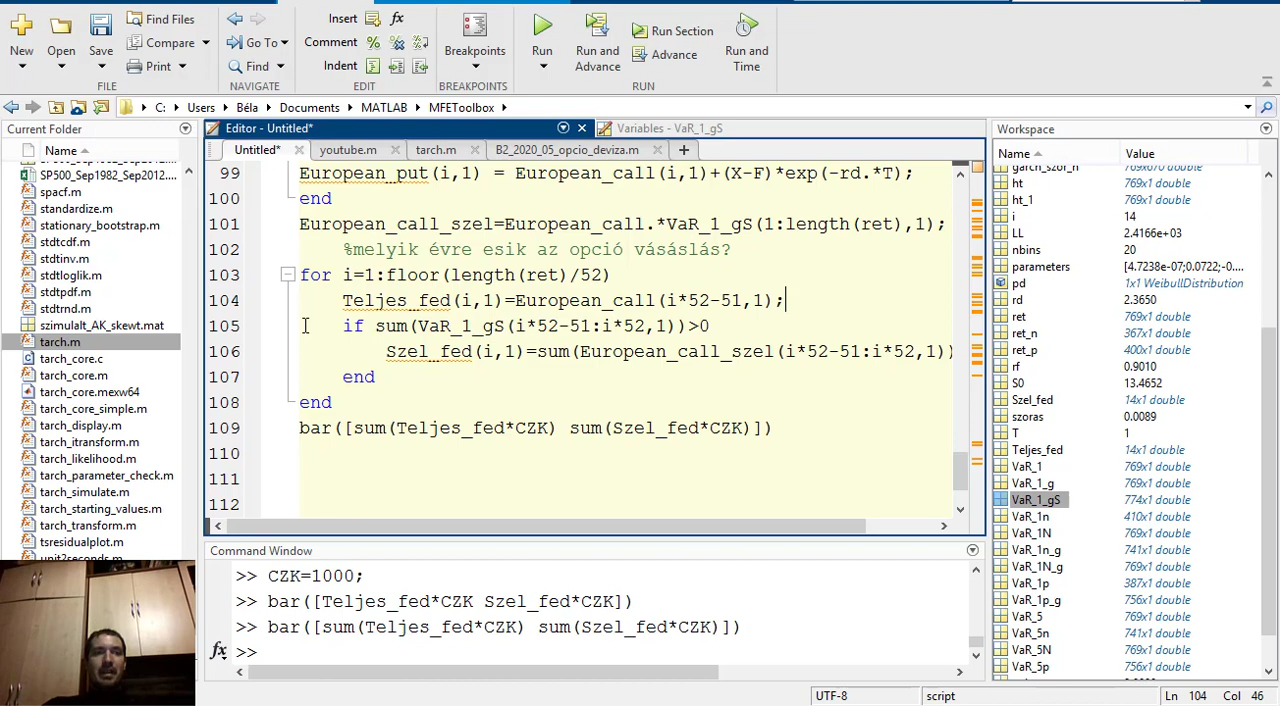 New
Open
Save
Find Files
Compare
Print
FILE
Go To
Find
NAVIGATE
Insert
fx
Comment
Indent
EDIT
Breakpoints
BREAKPOINTS
Run
Run and
Advance
Run Section
Advance
Run and
Time
RUN
C:
Users
Béla
Documents
MATLAB
MFEToolbox
Current Folder
Name
SP500_Sep1982_Sep2012...
spacf.m
standardize.m
stationary_bootstrap.m
stdtcdf.m
stdtinv.m
stdtloglik.m
stdtpdf.m
stdtrnd.m
szimulalt_AK_skewt.mat
tarch.m
tarch_core.c
tarch_core.m
tarch_core.mexw64
tarch_core_simple.m
tarch_display.m
tarch_itransform.m
tarch_likelihood.m
tarch_parameter_check.m
tarch_simulate.m
tarch_starting_values.m
tarch_transform.m
tsresidualplot.m
unit2seconds.m
Editor - Untitled*
Variables - VaR_1_gS
Untitled*
youtube.m
tarch.m
B2_2020_05_opcio_deviza.m
99 European_put(i,1) = European_call(i,1)+(X-F)*exp(-rd.*T);
100 end
101 European_call_szel=European_call.*VaR_1_gS(1:length(ret),1);
102 %melyik évre esik az opció vásáslás?
103 for i=1:floor(length(ret)/52)
104 Teljes_fed(i,1)=European_call(i*52-51,1);
105 if sum(VaR_1_gS(i*52-51:i*52,1))>0
106 Szel_fed(i,1)=sum(European_call_szel(i*52-51:i*52,1))
107 end
108 end
109 bar([sum(Teljes_fed*CZK) sum(Szel_fed*CZK)])
110
111
112
Command Window
>> CZK=1000;
>> bar([Teljes_fed*CZK Szel_fed*CZK])
>> bar([sum(Teljes_fed*CZK) sum(Szel_fed*CZK)])
fx >>
Workspace
Name Value
garch_szor_n 769x670 double
ht 769x1 double
ht_1 769x1 double
i 14
LL 2.4166e+03
nbins 20
parameters [4.7238e-07;0.0722;...
pd 1x1 WeibullDistribution
rd 2.3650
ret 769x1 double
ret_n 367x1 double
ret_p 400x1 double
rf 0.9010
S0 13.4652
Szel_fed 14x1 double
szoras 0.0089
T 1
Teljes_fed 14x1 double
VaR_1 769x1 double
VaR_1_g 769x1 double
VaR_1_gS 774x1 double
VaR_1n 410x1 double
VaR_1N 769x1 double
VaR_1n_g 741x1 double
VaR_1N_g 769x1 double
VaR_1p 387x1 double
VaR_1p_g 756x1 double
VaR_5 769x1 double
VaR_5n 741x1 double
VaR_5N 769x1 double
VaR_5p 756x1 double
UTF-8
script
Ln 104 Col 46